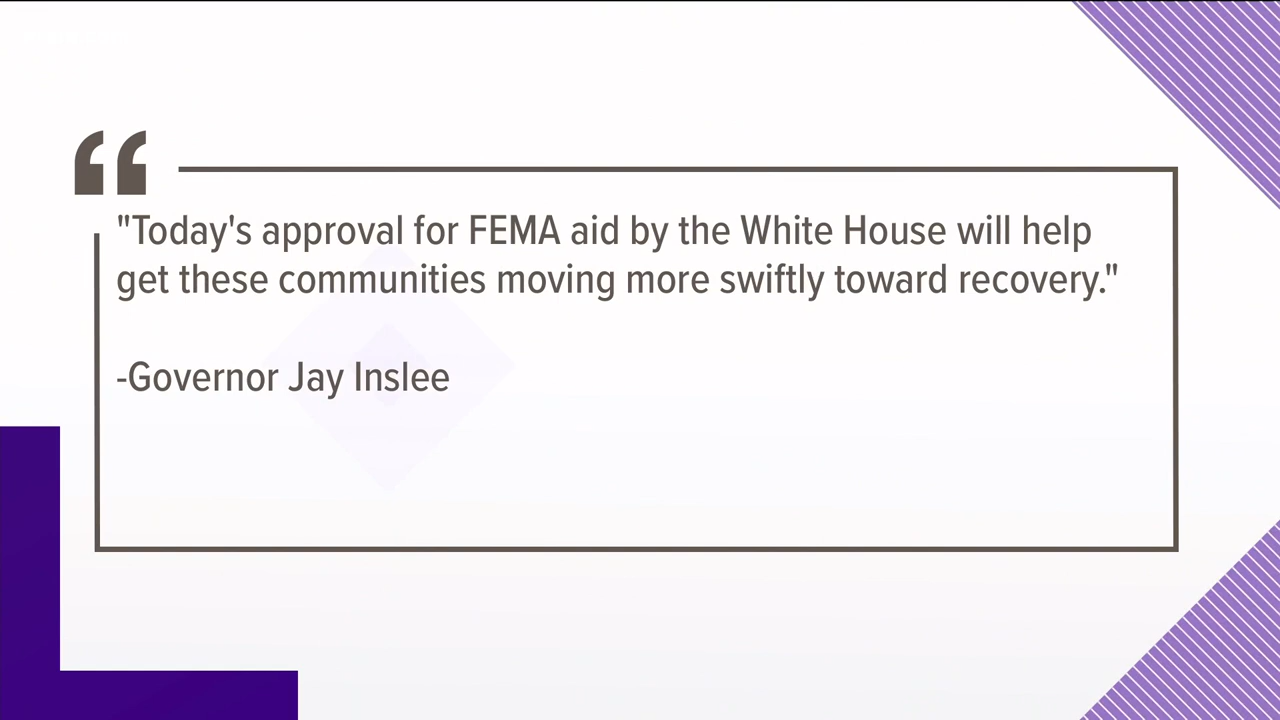 "Today's approval for FEMA aid by the White House will help
get these communities moving more swiftly toward recovery."
-Governor Jay Inslee